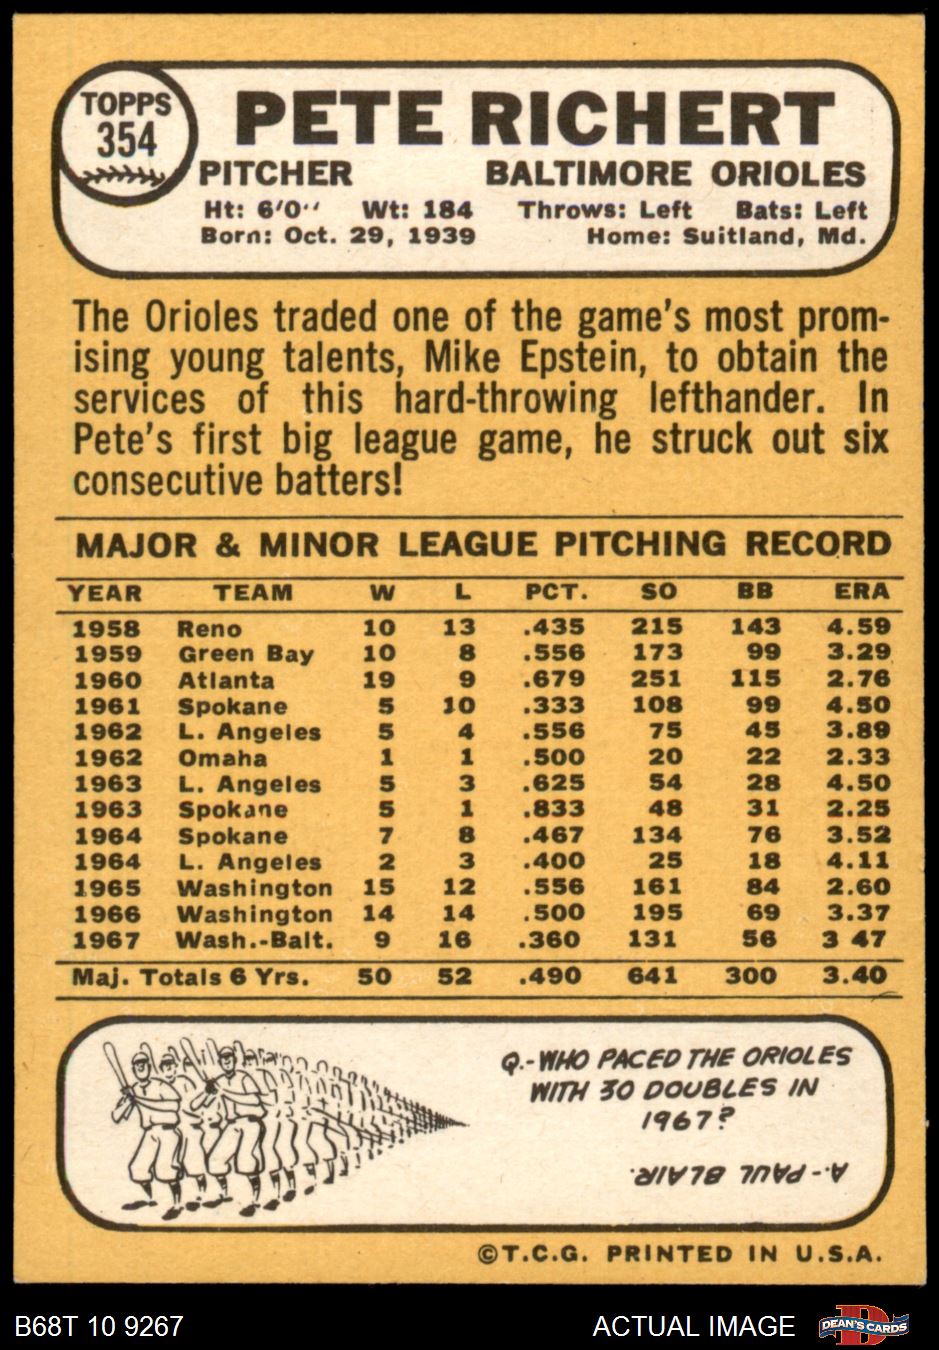 TOPPS
354
PETE RICHERT
PITCHER BALTIMORE ORIOLES
Ht: 6'0'' Wt: 184 Throws: Left Bats: Left
Born: Oct. 29, 1939 Home: Suitland, Md.
The Orioles traded one of the game's most prom-
ising young talents, Mike Epstein, to obtain the
services of this hard-throwing lefthander. In
Pete's first big league game, he struck out six
consecutive batters!
MAJOR & MINOR LEAGUE PITCHING RECORD
YEAR TEAM W L PCT. SO BB ERA
1958 Reno 10 13 .435 215 143 4.59
1959 Green Bay 10 8 .556 173 99 3.29
1960 Atlanta 19 9 .679 251 115 2.76
1961 Spokane 5 10 .333 108 99 4.50
1962 L. Angeles 5 4 .556 75 45 3.89
1962 Omaha 1 1 .500 20 22 2.33
1963 L. Angeles 5 3 .625 54 28 4.50
1963 Spokane 5 1 .833 48 31 2.25
1964 Spokane 7 8 .467 134 76 3.52
1964 L. Angeles 2 3 .400 25 18 4.11
1965 Washington 15 12 .556 161 84 2.60
1966 Washington 14 14 .500 195 69 3.37
1967 Wash.-Balt. 9 16 .360 131 56 3 47
Maj. Totals 6 Yrs. 50 52 .490 641 300 3.40
Q.-WHO PACED THE ORIOLES
WITH 30 DOUBLES IN
1967?
A.-PAUL BLAIR.
©T.C.G. PRINTED IN U.S.A.
B68T 10 9267 ACTUAL IMAGE DEAN'S CARDS